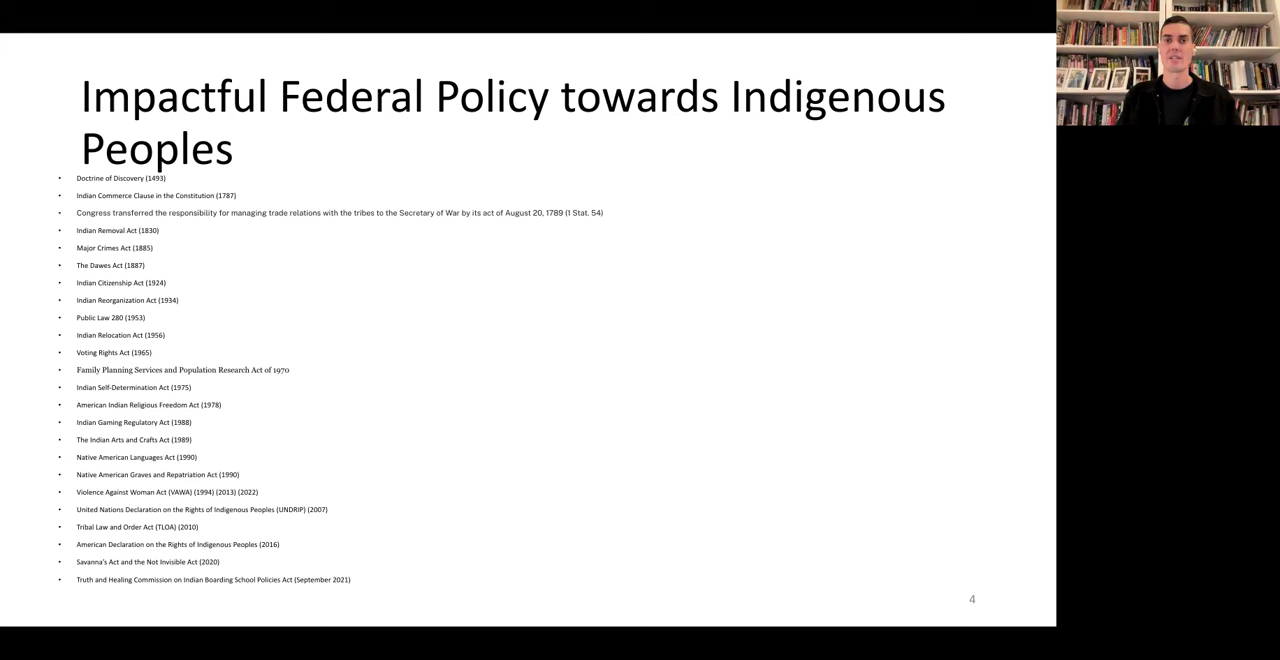 Impactful Federal Policy towards Indigenous
Peoples
• Doctrine of Discovery (1493)
• Indian Commerce Clause in the Constitution (1787)
• Congress transferred the responsibility for managing trade relations with the tribes to the Secretary of War by its act of August 20, 1789 (1 Stat. 54)
• Indian Removal Act (1830)
• Major Crimes Act (1885)
• The Dawes Act (1887)
• Indian Citizenship Act (1924)
• Indian Reorganization Act (1934)
• Public Law 280 (1953)
• Indian Relocation Act (1956)
• Voting Rights Act (1965)
• Family Planning Services and Population Research Act of 1970
• Indian Self-Determination Act (1975)
• American Indian Religious Freedom Act (1978)
• Indian Gaming Regulatory Act (1988)
• The Indian Arts and Crafts Act (1989)
• Native American Languages Act (1990)
• Native American Graves and Repatriation Act (1990)
• Violence Against Woman Act (VAWA) (1994) (2013) (2022)
• United Nations Declaration on the Rights of Indigenous Peoples (UNDRIP) (2007)
• Tribal Law and Order Act (TLOA) (2010)
• American Declaration on the Rights of Indigenous Peoples (2016)
• Savanna's Act and the Not Invisible Act (2020)
• Truth and Healing Commission on Indian Boarding School Policies Act (September 2021)
4